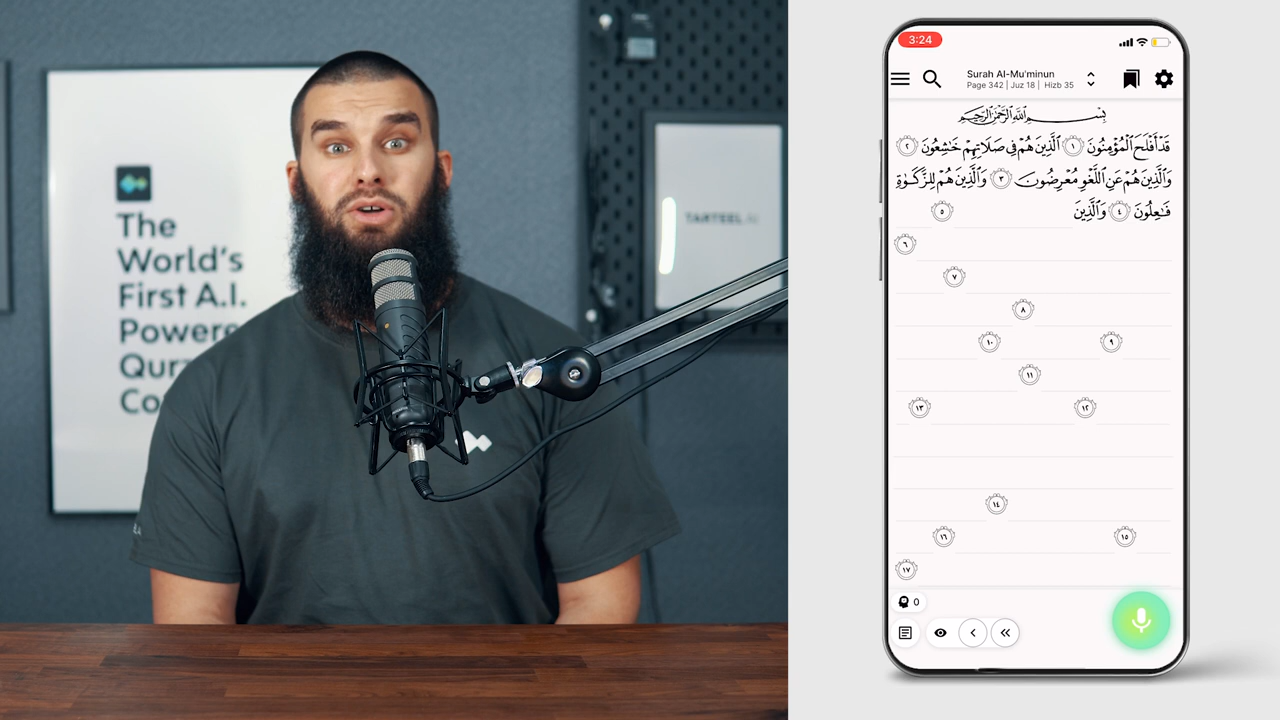 The
World's
First A.I.
Powere
Qur
Co
TARTEEL.AI
3:24
Surah Al-Mu'minun
Page 342 | Juz 18 | Hizb 35
بِسْمِ ٱللَّهِ ٱلرَّحْمَٰنِ ٱلرَّحِيمِ
قَدْ أَفْلَحَ ٱلْمُؤْمِنُونَ ١ ٱلَّذِينَ هُمْ فِى صَلَاتِهِمْ خَٰشِعُونَ ٢
وَٱلَّذِينَ هُمْ عَنِ ٱللَّغْوِ مُعْرِضُونَ ٣ وَٱلَّذِينَ هُمْ لِلزَّكَوٰةِ
فَٰعِلُونَ ٤ وَٱلَّذِينَ ٥
٦
٧
٨
٩ ١٠
١١
١٢ ١٣
١٤
١٥ ١٦
١٧
0